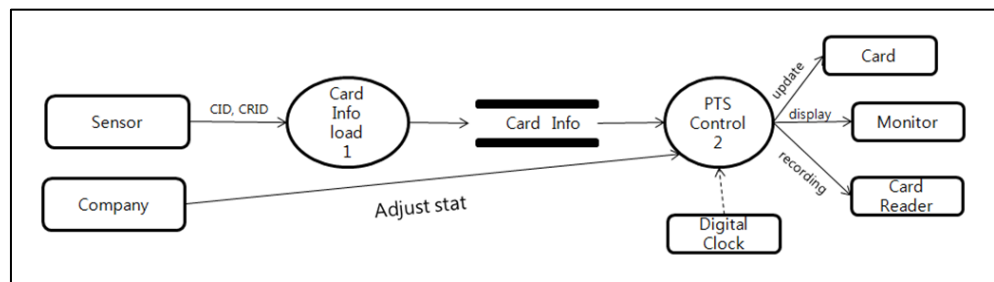 Sensor
CID, CRID
Card
Info
load
1
Card Info
PTS
Control
2
update
Card
display
Monitor
recording
Card
Reader
Company
Adjust stat
Digital
Clock